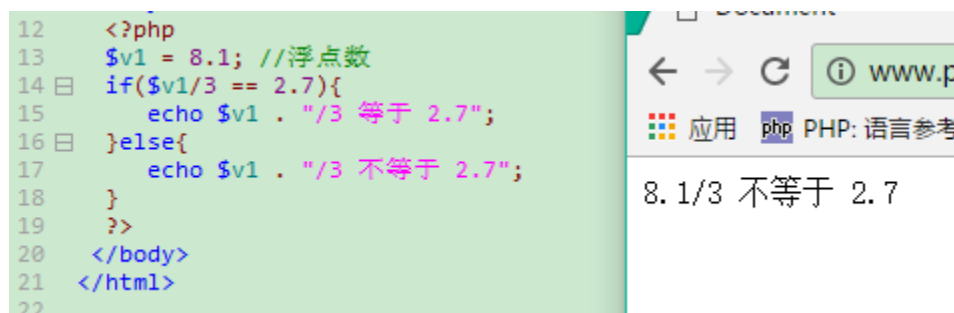 12 <?php
13 $v1 = 8.1; //浮点数
14 if($v1/3 == 2.7){
15 echo $v1 . "/3 等于 2.7";
16 }else{
17 echo $v1 . "/3 不等于 2.7";
18 }
19 ?>
20 </body>
21 </html>
22
Document
www.p
应用 php PHP: 语言参考
8.1/3 不等于 2.7